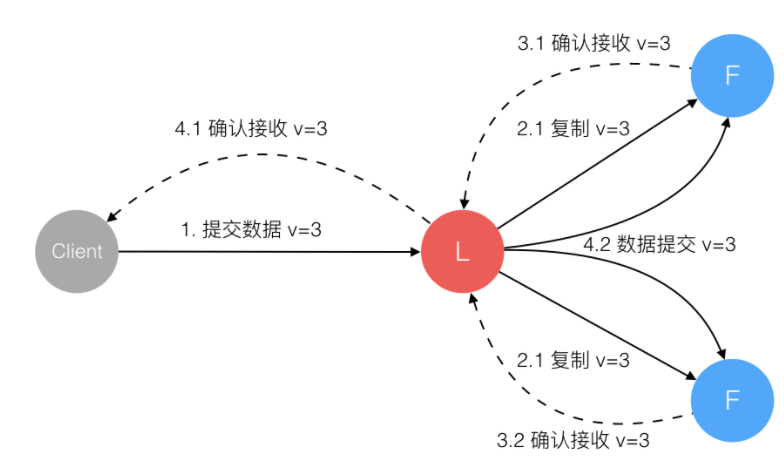 3.1 确认接收 v=3
F
4.1 确认接收 v=3
2.1 复制 v=3
1. 提交数据 v=3
Client
L
4.2 数据提交 v=3
2.1 复制 v=3
F
3.2 确认接收 v=3